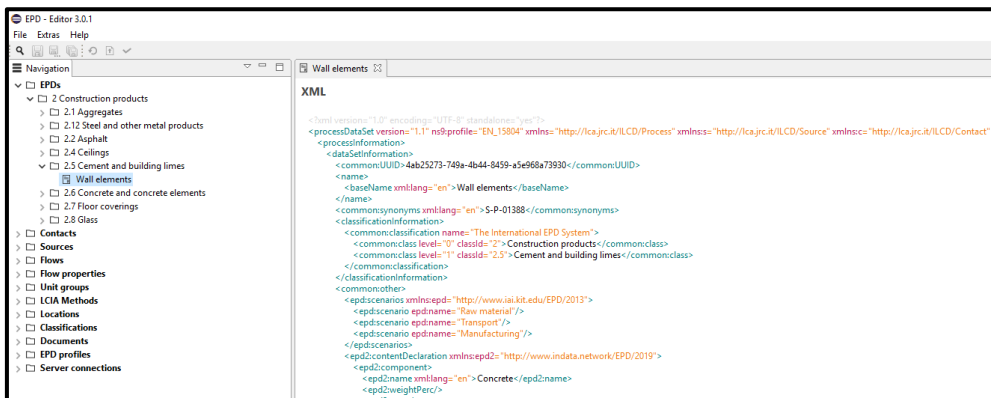 EPD - Editor 3.0.1
File Extras Help
Navigation
EPDs
2 Construction products
2.1 Aggregates
2.12 Steel and other metal products
2.2 Asphalt
2.4 Ceilings
2.5 Cement and building limes
Wall elements
2.6 Concrete and concrete elements
2.7 Floor coverings
2.8 Glass
Contacts
Sources
Flows
Flow properties
Unit groups
LCIA Methods
Locations
Classifications
Documents
EPD profiles
Server connections
Wall elements
XML
<?xml version="1.0" encoding="UTF-8" standalone="yes"?>
<processDataSet version="1.1" ns9:profile="EN_15804" xmlns="http://lca.jrc.it/ILCD/Process" xmlns:s="http://lca.jrc.it/ILCD/Source" xmlns:c="http://lca.jrc.it/ILCD/Contact"
<processInformation>
<dataSetInformation>
<common:UUID>4ab25273-749a-4b44-8459-a5e968a73930</common:UUID>
<name>
<baseName xml:lang="en">Wall elements</baseName>
</name>
<common:synonyms xml:lang="en">S-P-01388</common:synonyms>
<classificationInformation>
<common:classification name="The International EPD System">
<common:class level="0" classId="2">Construction products</common:class>
<common:class level="1" classId="2.5">Cement and building limes</common:class>
</common:classification>
</classificationInformation>
<common:other>
<epd:scenarios xmlns:epd="http://www.iai.kit.edu/EPD/2013">
<epd:scenario epd:name="Raw material"/>
<epd:scenario epd:name="Transport"/>
<epd:scenario epd:name="Manufacturing"/>
</epd:scenarios>
<epd2:contentDeclaration xmlns:epd2="http://www.indata.network/EPD/2019">
<epd2:component>
<epd2:name xml:lang="en">Concrete</epd2:name>
<epd2:weightPerc/>